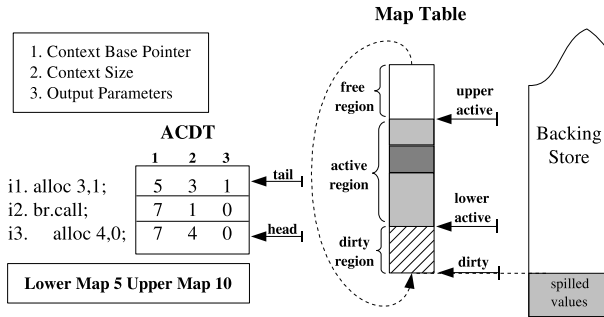 Map Table
1. Context Base Pointer
2. Context Size
3. Output Parameters
ACDT
1 2 3
i1. alloc 3,1; 5 3 1
i2. br.call; 7 1 0
i3. alloc 4,0; 7 4 0
tail
head
Lower Map 5 Upper Map 10
free
region
active
region
dirty
region
upper
active
lower
active
dirty
Backing
Store
spilled
values